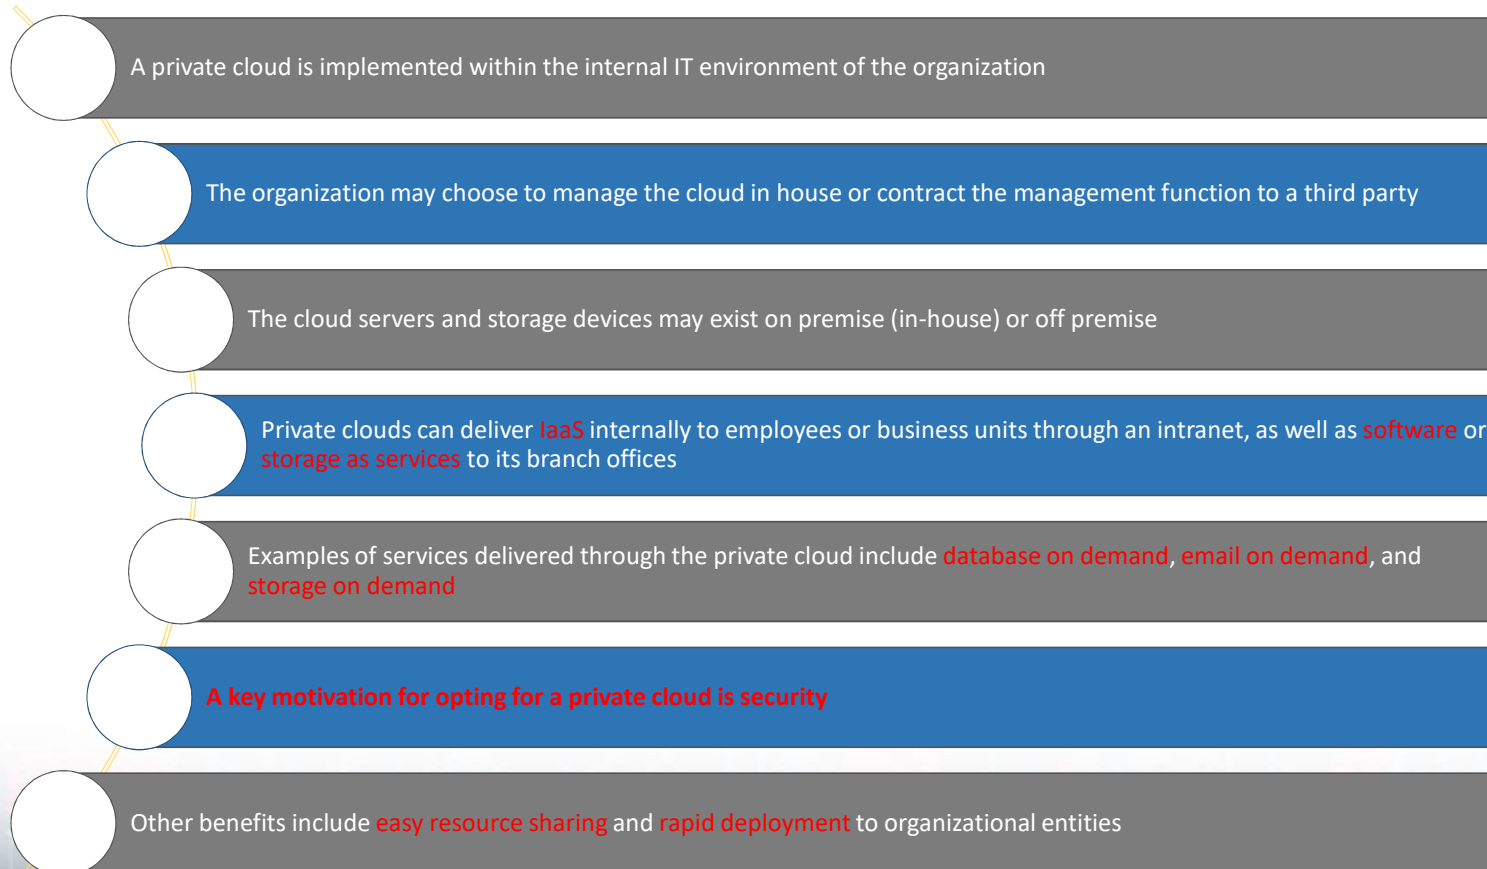 A private cloud is implemented within the internal IT environment of the organization
The organization may choose to manage the cloud in house or contract the management function to a third party
The cloud servers and storage devices may exist on premise (in-house) or off premise
Private clouds can deliver IaaS internally to employees or business units through an intranet, as well as software or
storage as services to its branch offices
Examples of services delivered through the private cloud include database on demand, email on demand, and
storage on demand
A key motivation for opting for a private cloud is security
Other benefits include easy resource sharing and rapid deployment to organizational entities